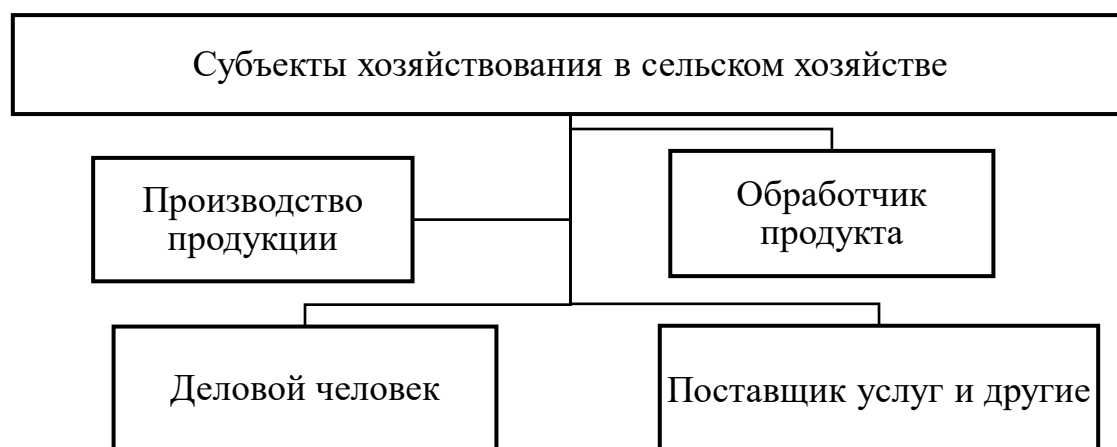 Субъекты хозяйствования в сельском хозяйстве
Производство
продукции
Обработчик
продукта
Деловой человек
Поставщик услуг и другие